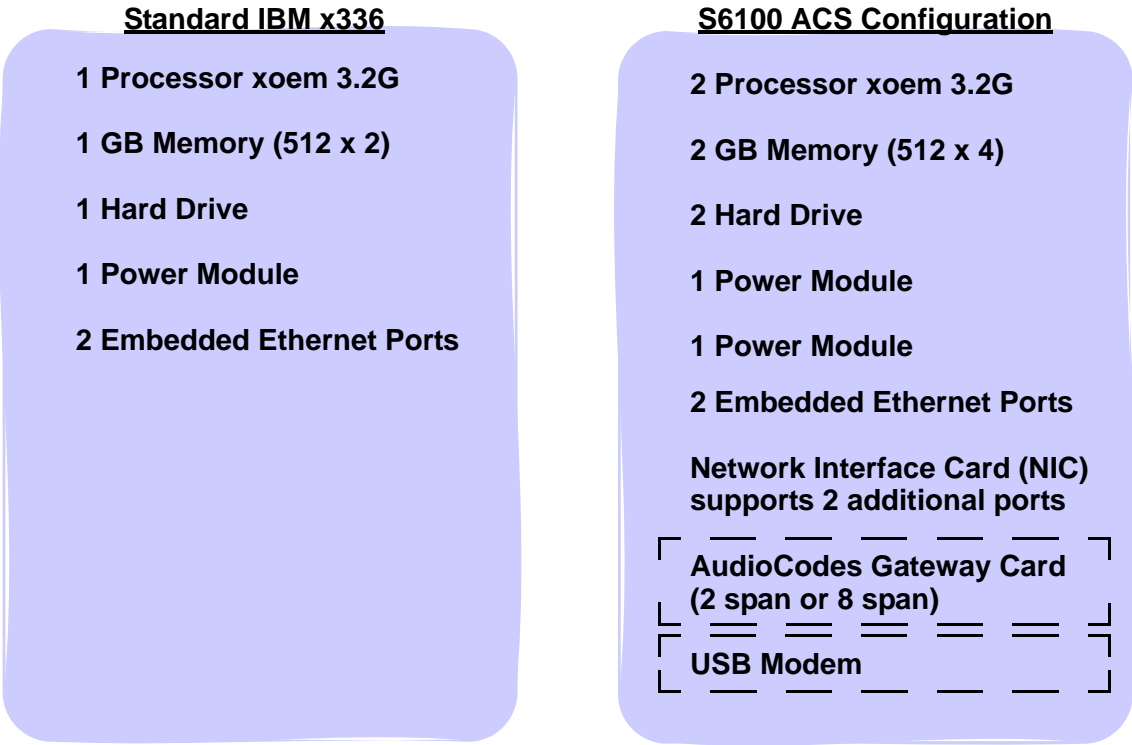 Standard IBM x336
1 Processor xoem 3.2G
1 GB Memory (512 x 2)
1 Hard Drive
1 Power Module
2 Embedded Ethernet Ports
S6100 ACS Configuration
2 Processor xoem 3.2G
2 GB Memory (512 x 4)
2 Hard Drive
1 Power Module
1 Power Module
2 Embedded Ethernet Ports
Network Interface Card (NIC)
supports 2 additional ports
AudioCodes Gateway Card
(2 span or 8 span)
USB Modem